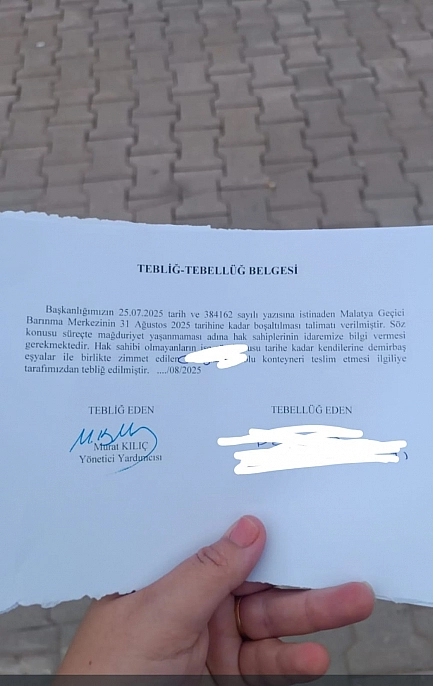 TEBLİĞ-TEBELLÜĞ BELGESİ
Başkanlığımızın 25.07.2025 tarih ve 384162 sayılı yazısına istinaden Malatya Geçici
Barınma Merkezinin 31 Ağustos 2025 tarihine kadar boşaltılması talimatı verilmiştir. Söz
konusu süreçte mağduriyet yaşanmaması adına hak sahiplerinin idaremize bilgi vermesi
gerekmektedir. Hak sahibi olmayanların usu tarihe kadar kendilerine demirbaş
eşyalar ile birlikte zimmet edilen lu konteyneri teslim etmesi ilgiliye
tarafımızdan tebliğ edilmiştir. ..../08/2025
TEBLİĞ EDEN
TEBELLÜĞ EDEN
Murat KILIÇ
Yönetici Yardımcısı